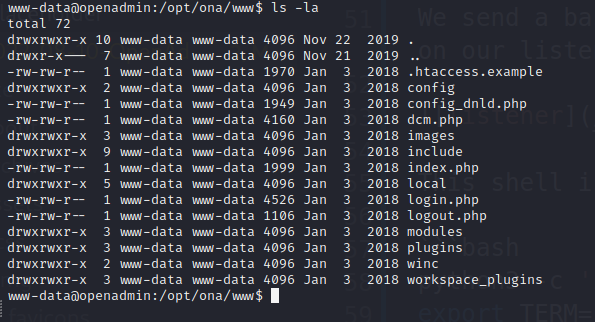 www-data@openadmin:/opt/ona/www$ ls -la
total 72
drwxrwxr-x 10 www-data www-data 4096 Nov 22 2019 .
drwxr-x--- 7 www-data www-data 4096 Nov 21 2019 ..
-rw-rw-r-- 1 www-data www-data 1970 Jan 3 2018 .htaccess.example
drwxrwxr-x 2 www-data www-data 4096 Jan 3 2018 config
-rw-rw-r-- 1 www-data www-data 1949 Jan 3 2018 config_dnld.php
-rw-rw-r-- 1 www-data www-data 4160 Jan 3 2018 dcm.php
drwxrwxr-x 3 www-data www-data 4096 Jan 3 2018 images
drwxrwxr-x 9 www-data www-data 4096 Jan 3 2018 include
-rw-rw-r-- 1 www-data www-data 1999 Jan 3 2018 index.php
drwxrwxr-x 5 www-data www-data 4096 Jan 3 2018 local
-rw-rw-r-- 1 www-data www-data 4526 Jan 3 2018 login.php
-rw-rw-r-- 1 www-data www-data 1106 Jan 3 2018 logout.php
drwxrwxr-x 3 www-data www-data 4096 Jan 3 2018 modules
drwxrwxr-x 3 www-data www-data 4096 Jan 3 2018 plugins
drwxrwxr-x 2 www-data www-data 4096 Jan 3 2018 winc
drwxrwxr-x 3 www-data www-data 4096 Jan 3 2018 workspace_plugins
www-data@openadmin:/opt/ona/www$
We send a ba
on our liste
export TERM=